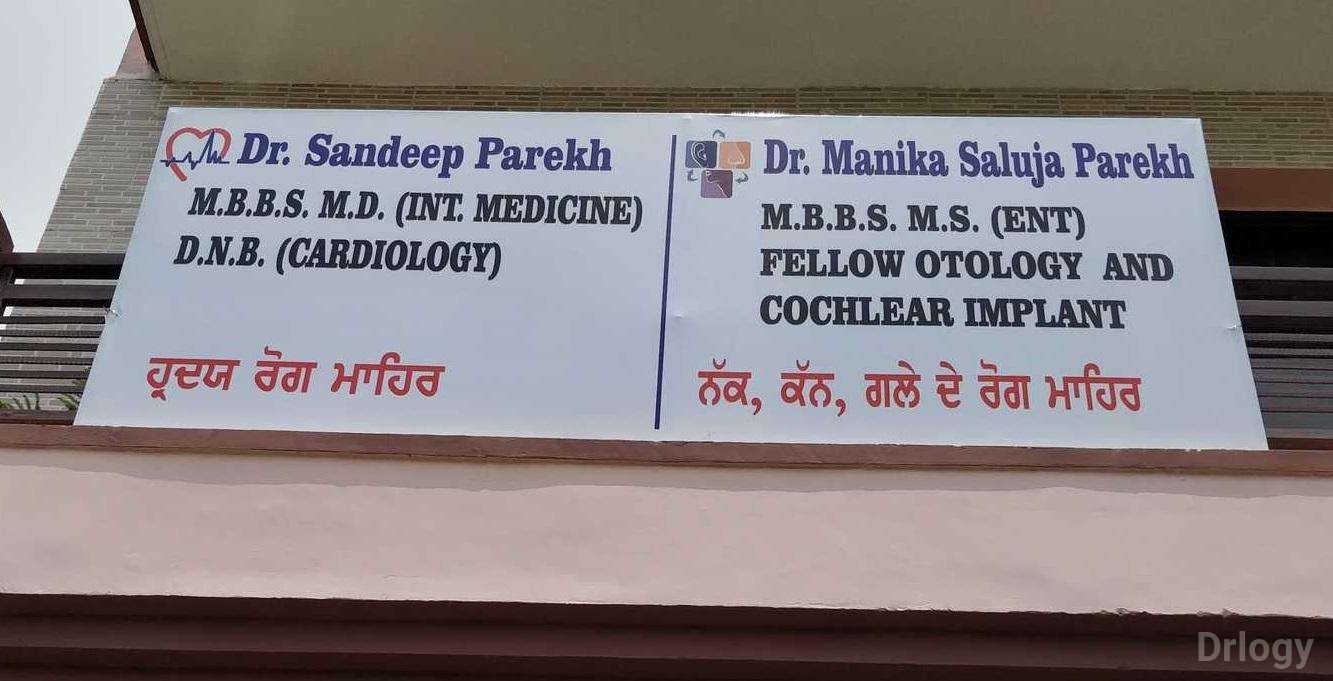 Dr. Sandeep Parekh
M.B.B.S. M.D. (INT. MEDICINE)
D.N.B. (CARDIOLOGY)
ਹ੍ਰਦਯ ਰੋਗ ਮਾਹਿਰ
Dr. Manika Saluja Parekh
M.B.B.S. M.S. (ENT)
FELLOW OTOLOGY AND
COCHLEAR IMPLANT
ਨੱਕ, ਕੱਨ, ਗਲੇ ਦੇ ਰੋਗ ਮਾਹਿਰ
Drlogy